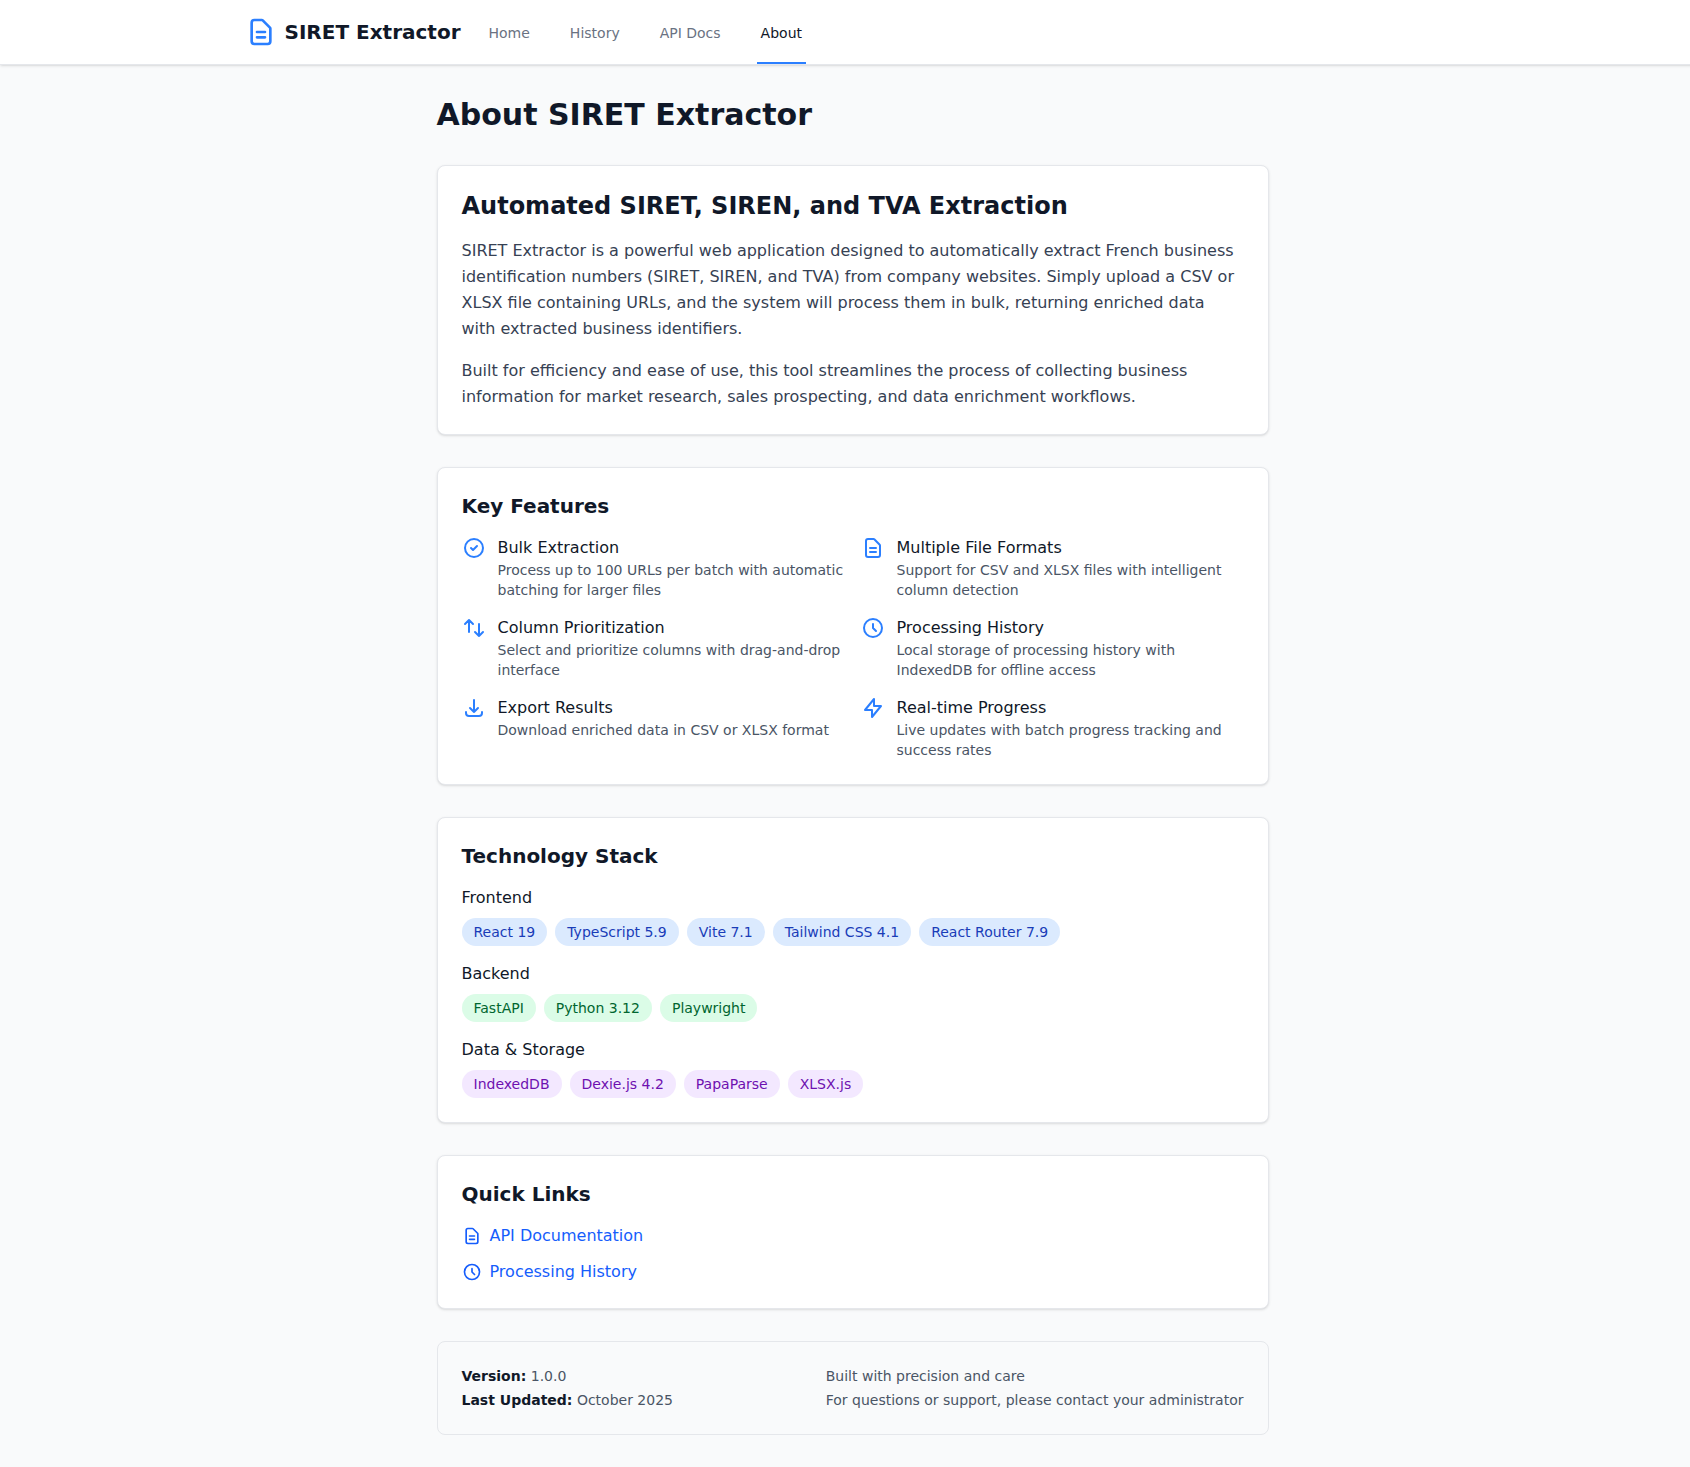 SIRET Extractor
Home
History
API Docs
About
About SIRET Extractor
Automated SIRET, SIREN, and TVA Extraction
SIRET Extractor is a powerful web application designed to automatically extract French business
identification numbers (SIRET, SIREN, and TVA) from company websites. Simply upload a CSV or
XLSX file containing URLs, and the system will process them in bulk, returning enriched data
with extracted business identifiers.
Built for efficiency and ease of use, this tool streamlines the process of collecting business
information for market research, sales prospecting, and data enrichment workflows.
Key Features
Bulk Extraction
Process up to 100 URLs per batch with automatic
batching for larger files
Multiple File Formats
Support for CSV and XLSX files with intelligent
column detection
Column Prioritization
Select and prioritize columns with drag-and-drop
interface
Processing History
Local storage of processing history with
IndexedDB for offline access
Export Results
Download enriched data in CSV or XLSX format
Real-time Progress
Live updates with batch progress tracking and
success rates
Technology Stack
Frontend
React 19
TypeScript 5.9
Vite 7.1
Tailwind CSS 4.1
React Router 7.9
Backend
FastAPI
Python 3.12
Playwright
Data & Storage
IndexedDB
Dexie.js 4.2
PapaParse
XLSX.js
Quick Links
API Documentation
Processing History
Version: 1.0.0
Last Updated: October 2025
Built with precision and care
For questions or support, please contact your administrator